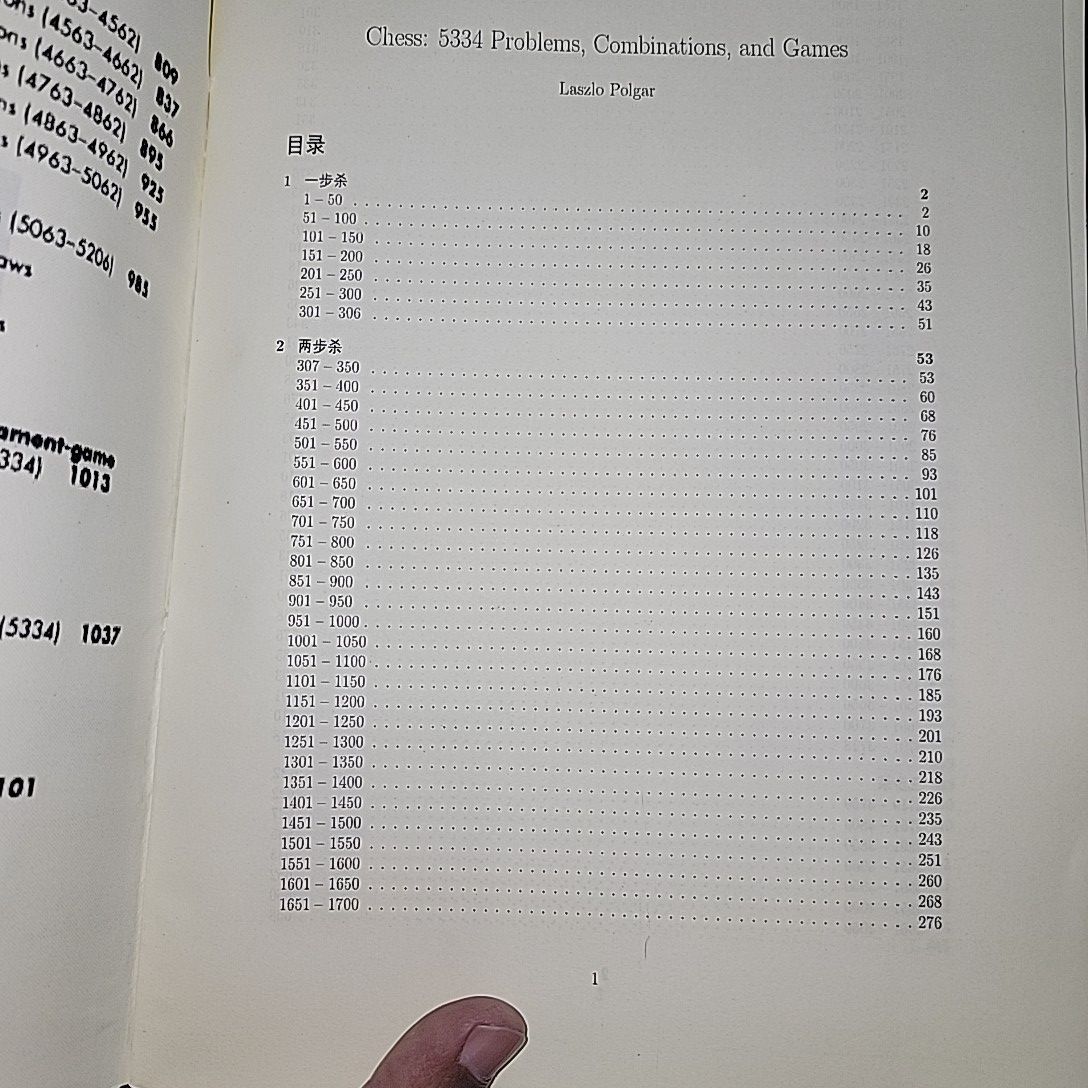 (4563–4662) 809
(4663–4762) 837
(4763–4862) 866
(4863–4962) 895
(4963–5062) 925
955
(5063–5206) 985
1013
(5334) 1037
Chess: 5334 Problems, Combinations, and Games
Laszlo Polgar
目录
1 一步杀 2
1 – 50 2
51 – 100 10
101 – 150 18
151 – 200 26
201 – 250 35
251 – 300 43
301 – 306 51
2 两步杀 53
307 – 350 53
351 – 400 60
401 – 450 68
451 – 500 76
501 – 550 85
551 – 600 93
601 – 650 101
651 – 700 110
701 – 750 118
751 – 800 126
801 – 850 135
851 – 900 143
901 – 950 151
951 – 1000 160
1001 – 1050 168
1051 – 1100 176
1101 – 1150 185
1151 – 1200 193
1201 – 1250 201
1251 – 1300 210
1301 – 1350 218
1351 – 1400 226
1401 – 1450 235
1451 – 1500 243
1501 – 1550 251
1551 – 1600 260
1601 – 1650 268
1651 – 1700 276
1